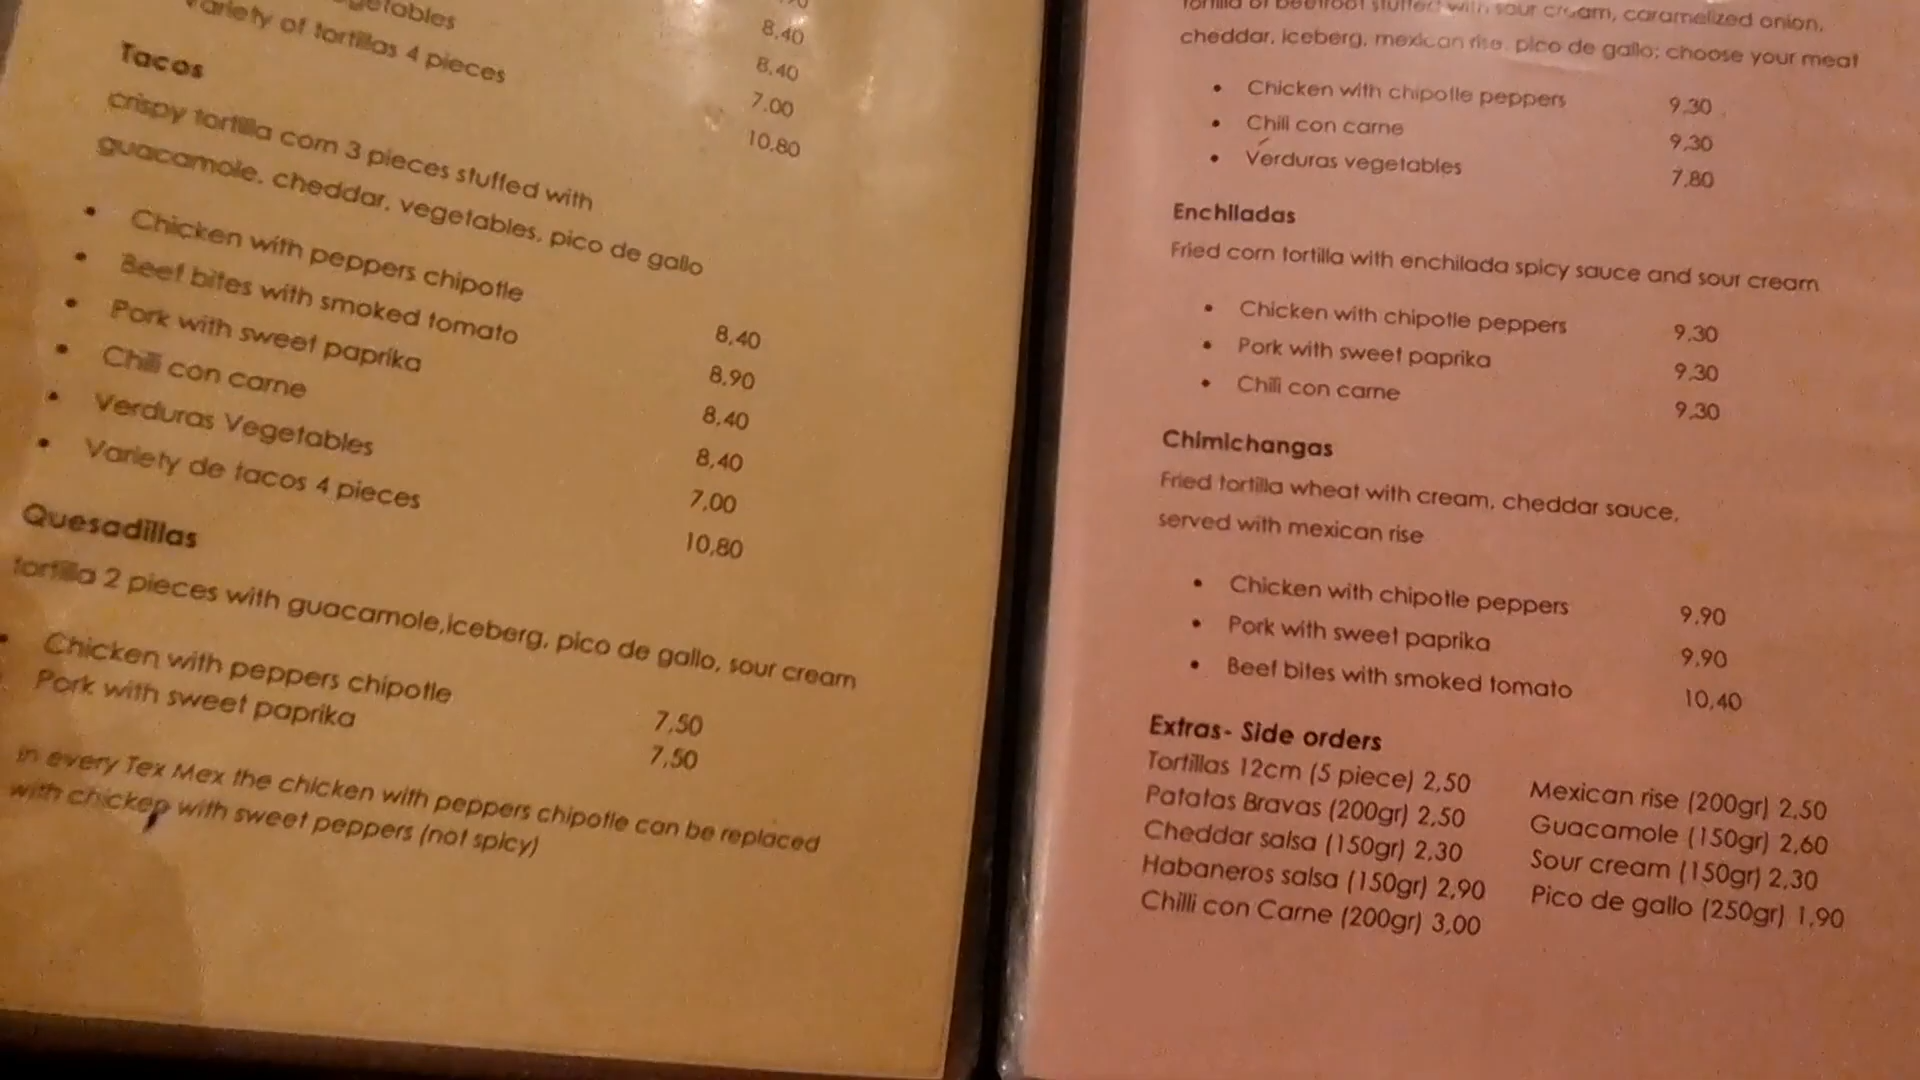 8,40
Variety of tortillas 4 pieces 8,40
7.00
10,80
Tacos
crispy tortilla corn 3 pieces stuffed with
guacamole, cheddar, vegetables, pico de gallo
• Chicken with peppers chipotle 8,40
• Beef bites with smoked tomato 8,90
• Pork with sweet paprika 8,40
• Chilli con carne 8,40
• Verduras Vegetables 7,00
• Variety de tacos 4 pieces 10,80
Quesadillas
tortilla 2 pieces with guacamole,iceberg, pico de gallo, sour cream
• Chicken with peppers chipotle 7,50
Pork with sweet paprika 7,50
in every Tex Mex the chicken with peppers chipotle can be replaced
with chicken with sweet peppers (not spicy)
tortilla of beetroot stuffed with sour cream, caramelized onion,
cheddar, iceberg, mexican rise, pico de gallo; choose your meat
• Chicken with chipotle peppers 9,30
• Chili con carne 9,30
• Verduras vegetables 7,80
Enchiladas
Fried corn tortilla with enchilada spicy sauce and sour cream
• Chicken with chipotle peppers 9,30
• Pork with sweet paprika 9,30
• Chili con carne 9,30
Chimichangas
Fried tortilla wheat with cream, cheddar sauce,
served with mexican rise
• Chicken with chipotle peppers 9,90
• Pork with sweet paprika 9,90
• Beef bites with smoked tomato 10,40
Extras- Side orders
Tortillas 12cm (5 piece) 2,50
Patatas Bravas (200gr) 2,50
Cheddar salsa (150gr) 2,30
Habaneros salsa (150gr) 2,90
Chilli con Carne (200gr) 3,00
Mexican rise (200gr) 2,50
Guacamole (150gr) 2,60
Sour cream (150gr) 2,30
Pico de gallo (250gr) 1,90